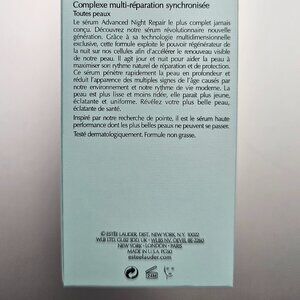 Complexe multi-réparation synchronisée
Toutes peaux
Le sérum Advanced Night Repair le plus complet jamais
conçu. Découvrez notre sérum révolutionnaire nouvelle
génération. Grâce à sa technologie multidimensionnelle
exclusive, cette formule exploite le pouvoir régénérateur de
la nuit sur nos cellules afin d'accélérer le renouveau visible
de notre peau. Il agit jour et nuit pour aider la peau à
maximiser son rythme naturel de réparation et de protection.
Ce sérum pénètre rapidement la peau en profondeur et
réduit l'apparence des multiples signes de l'âge causés par
notre environnement et notre rythme de vie moderne. La
peau est plus lisse et moins ridée, elle paraît plus jeune,
éclatante et uniforme. Révélez votre plus belle peau,
éclatante de santé.
Inspiré par notre recherche de pointe, il est le sérum haute
performance dont les plus belles peaux ne peuvent se passer.
Testé dermatologiquement. Formule non grasse.
© ESTÉE LAUDER, DIST. NEW YORK, N.Y. 10022
NEW YORK • LONDON • PARIS
MADE IN U.S.A.
esteelauder.com